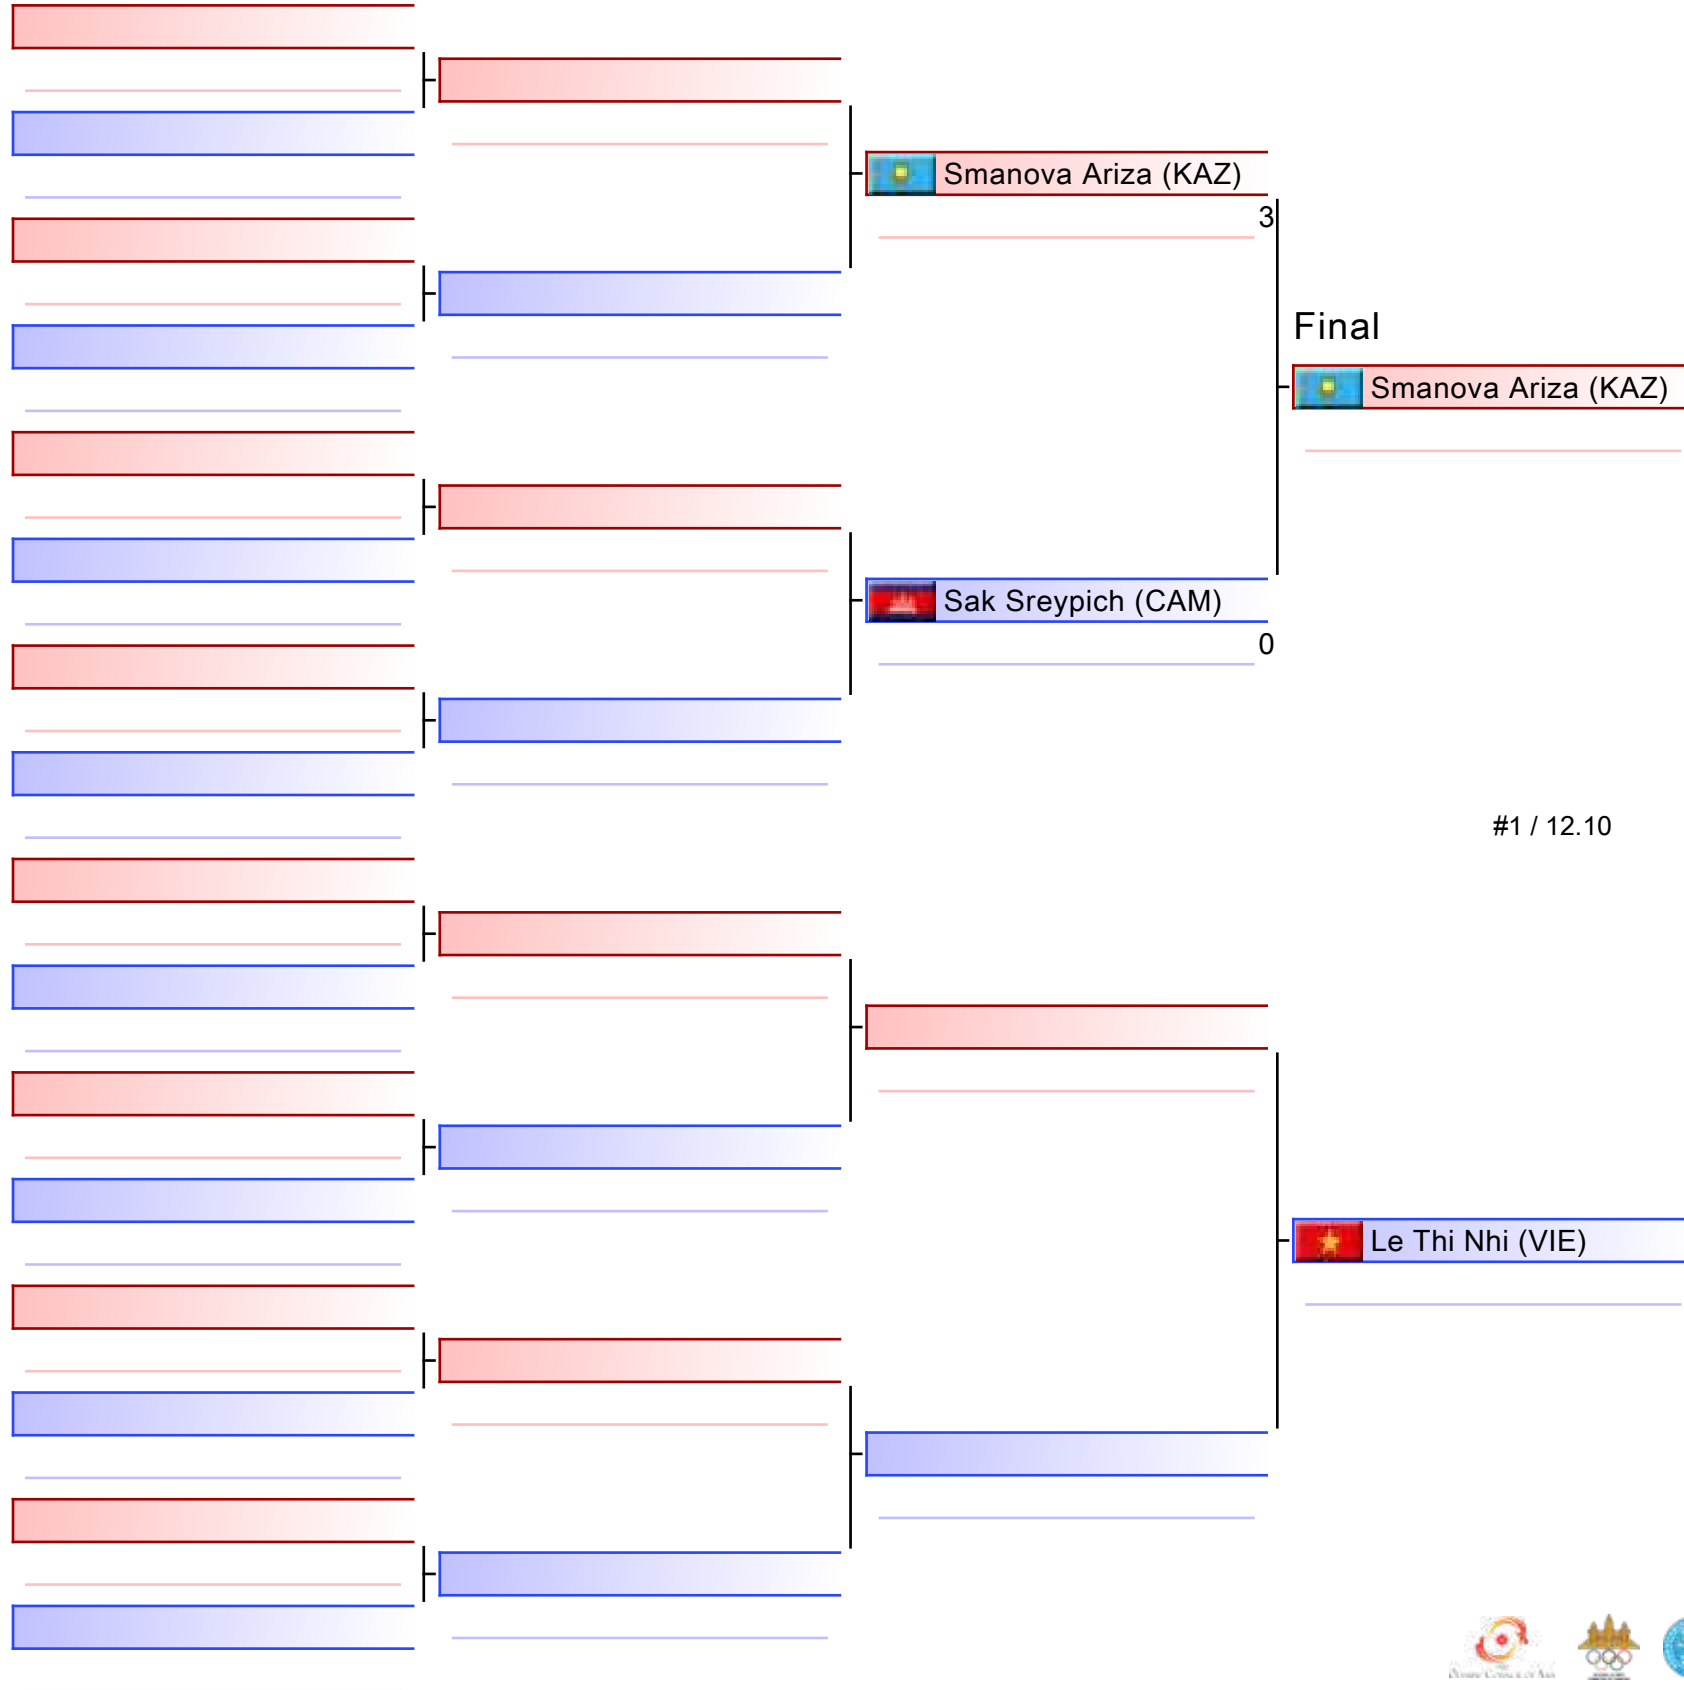 Smanova Ariza (KAZ)
3
Final
Smanova Ariza (KAZ)
Sak Sreypich (CAM)
0
#1 / 12.10
Le Thi Nhi (VIE)